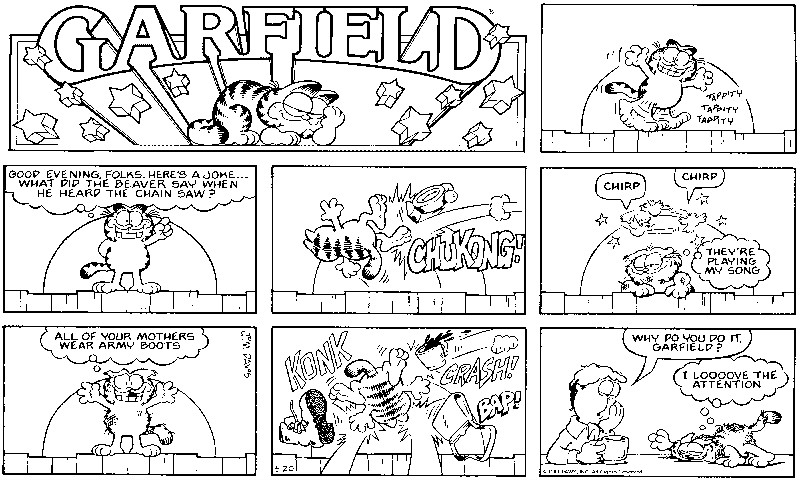 GARFIELD
TAPPITY
TAPPITY
TAPPITY
GOOD EVENING, FOLKS. HERE'S A JOKE...
WHAT DID THE BEAVER SAY WHEN
HE HEARD THE CHAIN SAW?
CHUKONG!
CHIRP
CHIRP
THEY'RE
PLAYING
MY SONG
ALL OF YOUR MOTHERS
WEAR ARMY BOOTS
JIM DAVIS
KONK
CRASH!
BAP!
WHY DO YOU DO IT,
GARFIELD?
I LOOOOVE THE
ATTENTION